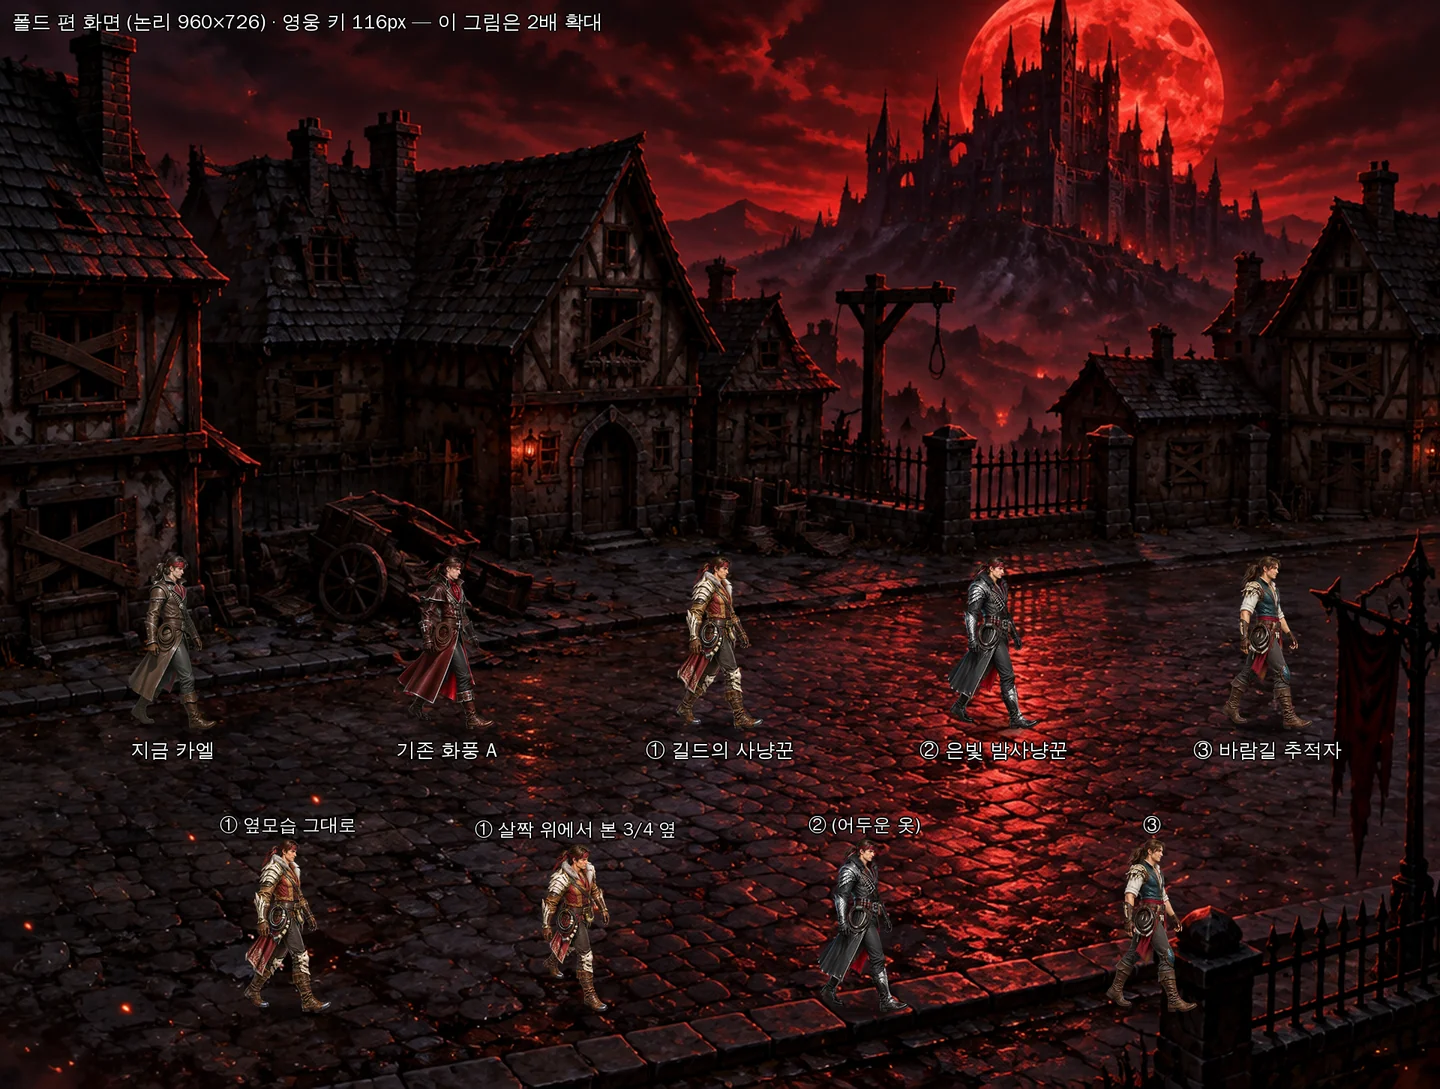 폴드 편 화면 (논리 960×726) · 영웅 키 116px — 이 그림은 2배 확대
지금 카엘
기존 화풍 A
① 길드의 사냥꾼
② 은빛 밤사냥꾼
③ 바람길 추적자
① 옆모습 그대로
① 살짝 위에서 본 3/4 옆
② (어두운 옷)
③